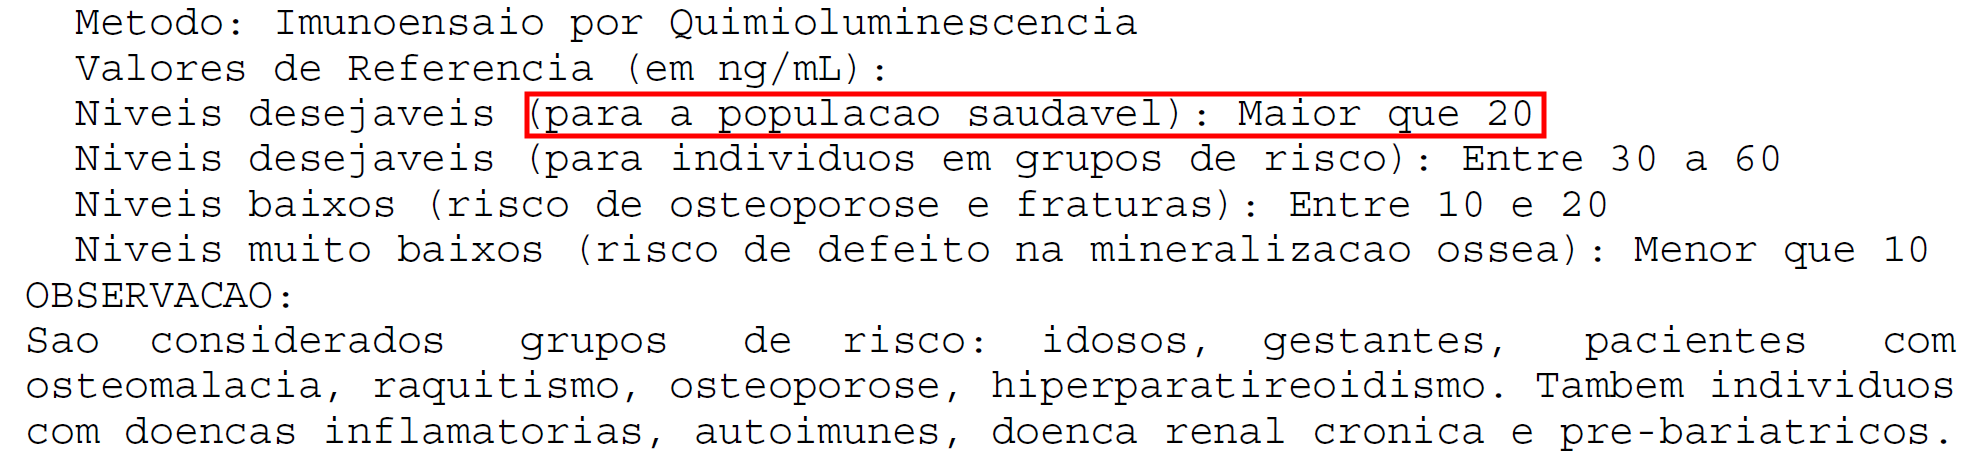 Metodo: Imunoensaio por Quimioluminescencia
Valores de Referencia (em ng/mL):
Niveis desejaveis (para a populacao saudavel): Maior que 20
Niveis desejaveis (para individuos em grupos de risco): Entre 30 a 60
Niveis baixos (risco de osteoporose e fraturas): Entre 10 e 20
Niveis muito baixos (risco de defeito na mineralizacao ossea): Menor que 10
OBSERVACAO:
Sao considerados grupos de risco: idosos, gestantes, pacientes com
osteomalacia, raquitismo, osteoporose, hiperparatireoidismo. Tambem individuos
com doencas inflamatorias, autoimunes, doenca renal cronica e pre-bariatricos.